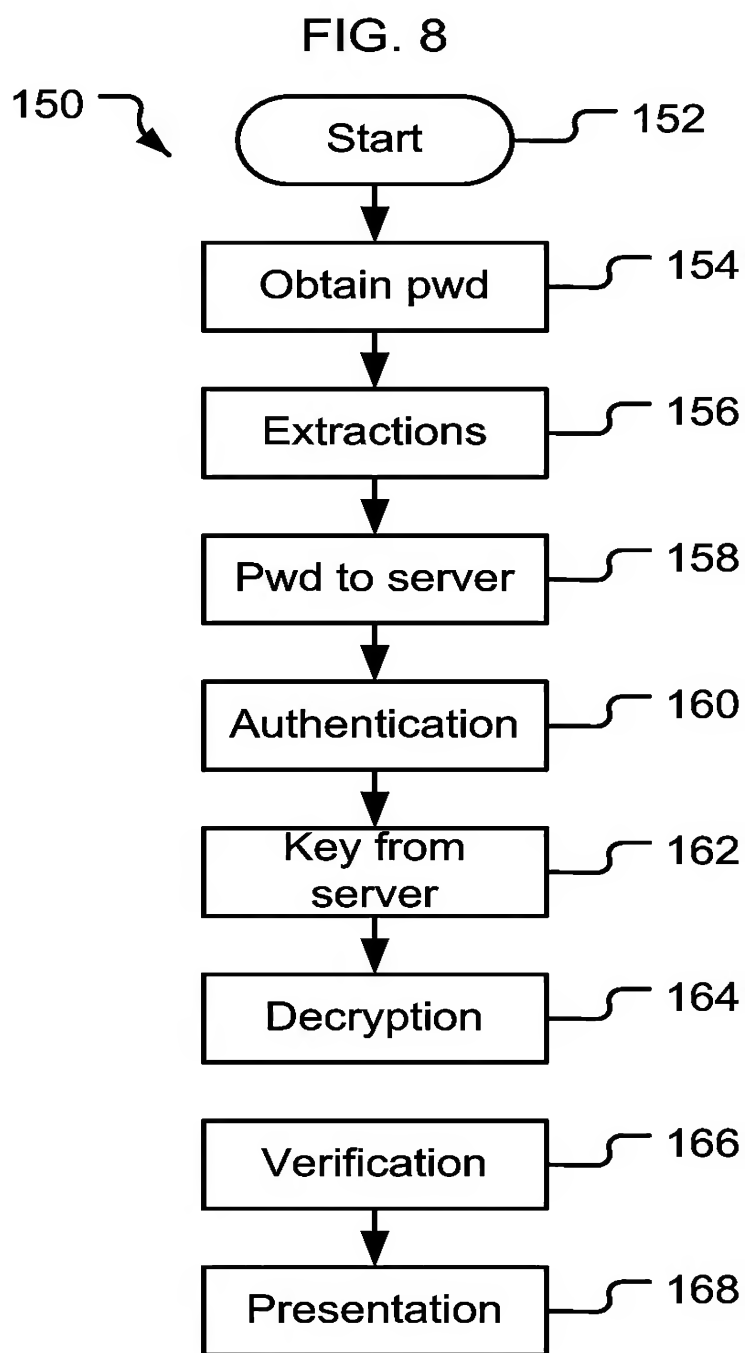 FIG. 8
150
Start
152
Obtain pwd
154
Extractions
156
Pwd to server
158
Authentication
160
Key from
server
162
Decryption
164
Verification
166
Presentation
168